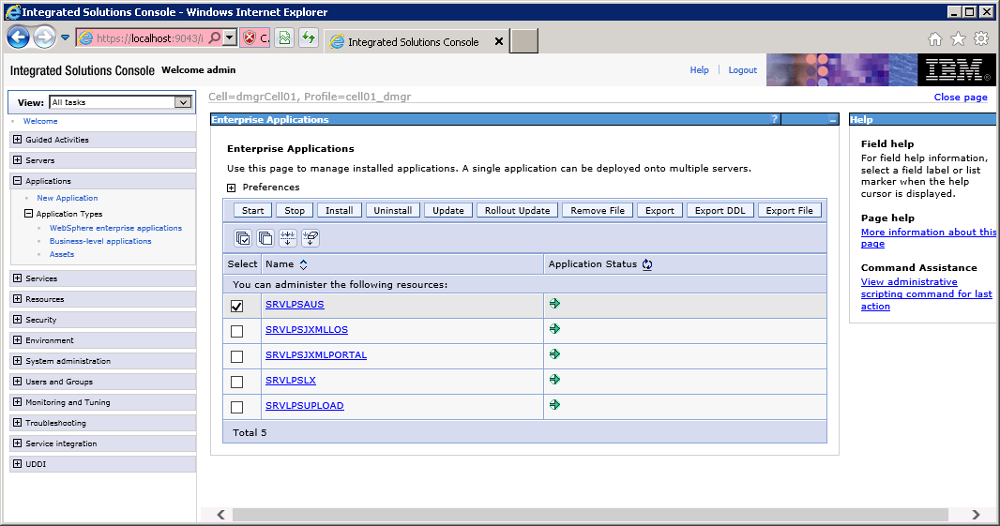 Integrated Solutions Console - Windows Internet Explorer
https://localhost:9043/i
C.
Integrated Solutions Console
Integrated Solutions Console Welcome admin
Help
Logout
IBM
View: All tasks
Welcome
Guided Activities
Servers
Applications
New Application
Application Types
WebSphere enterprise applications
Business-level applications
Assets
Services
Resources
Security
Environment
System administration
Users and Groups
Monitoring and Tuning
Troubleshooting
Service integration
UDDI
Cell=dmgrCell01, Profile=cell01_dmgr
Close page
Enterprise Applications ?
Enterprise Applications
Use this page to manage installed applications. A single application can be deployed onto multiple servers.
Preferences
Start Stop Install Uninstall Update Rollout Update Remove File Export Export DDL Export File
Select Name Application Status
You can administer the following resources:
SRVLPSAUS
SRVLPSJXMLLOS
SRVLPSJXMLPORTAL
SRVLPSLX
SRVLPSUPLOAD
Total 5
Help
Field help
For field help information,
select a field label or list
marker when the help
cursor is displayed.
Page help
More information about this
page
Command Assistance
View administrative
scripting command for last
action